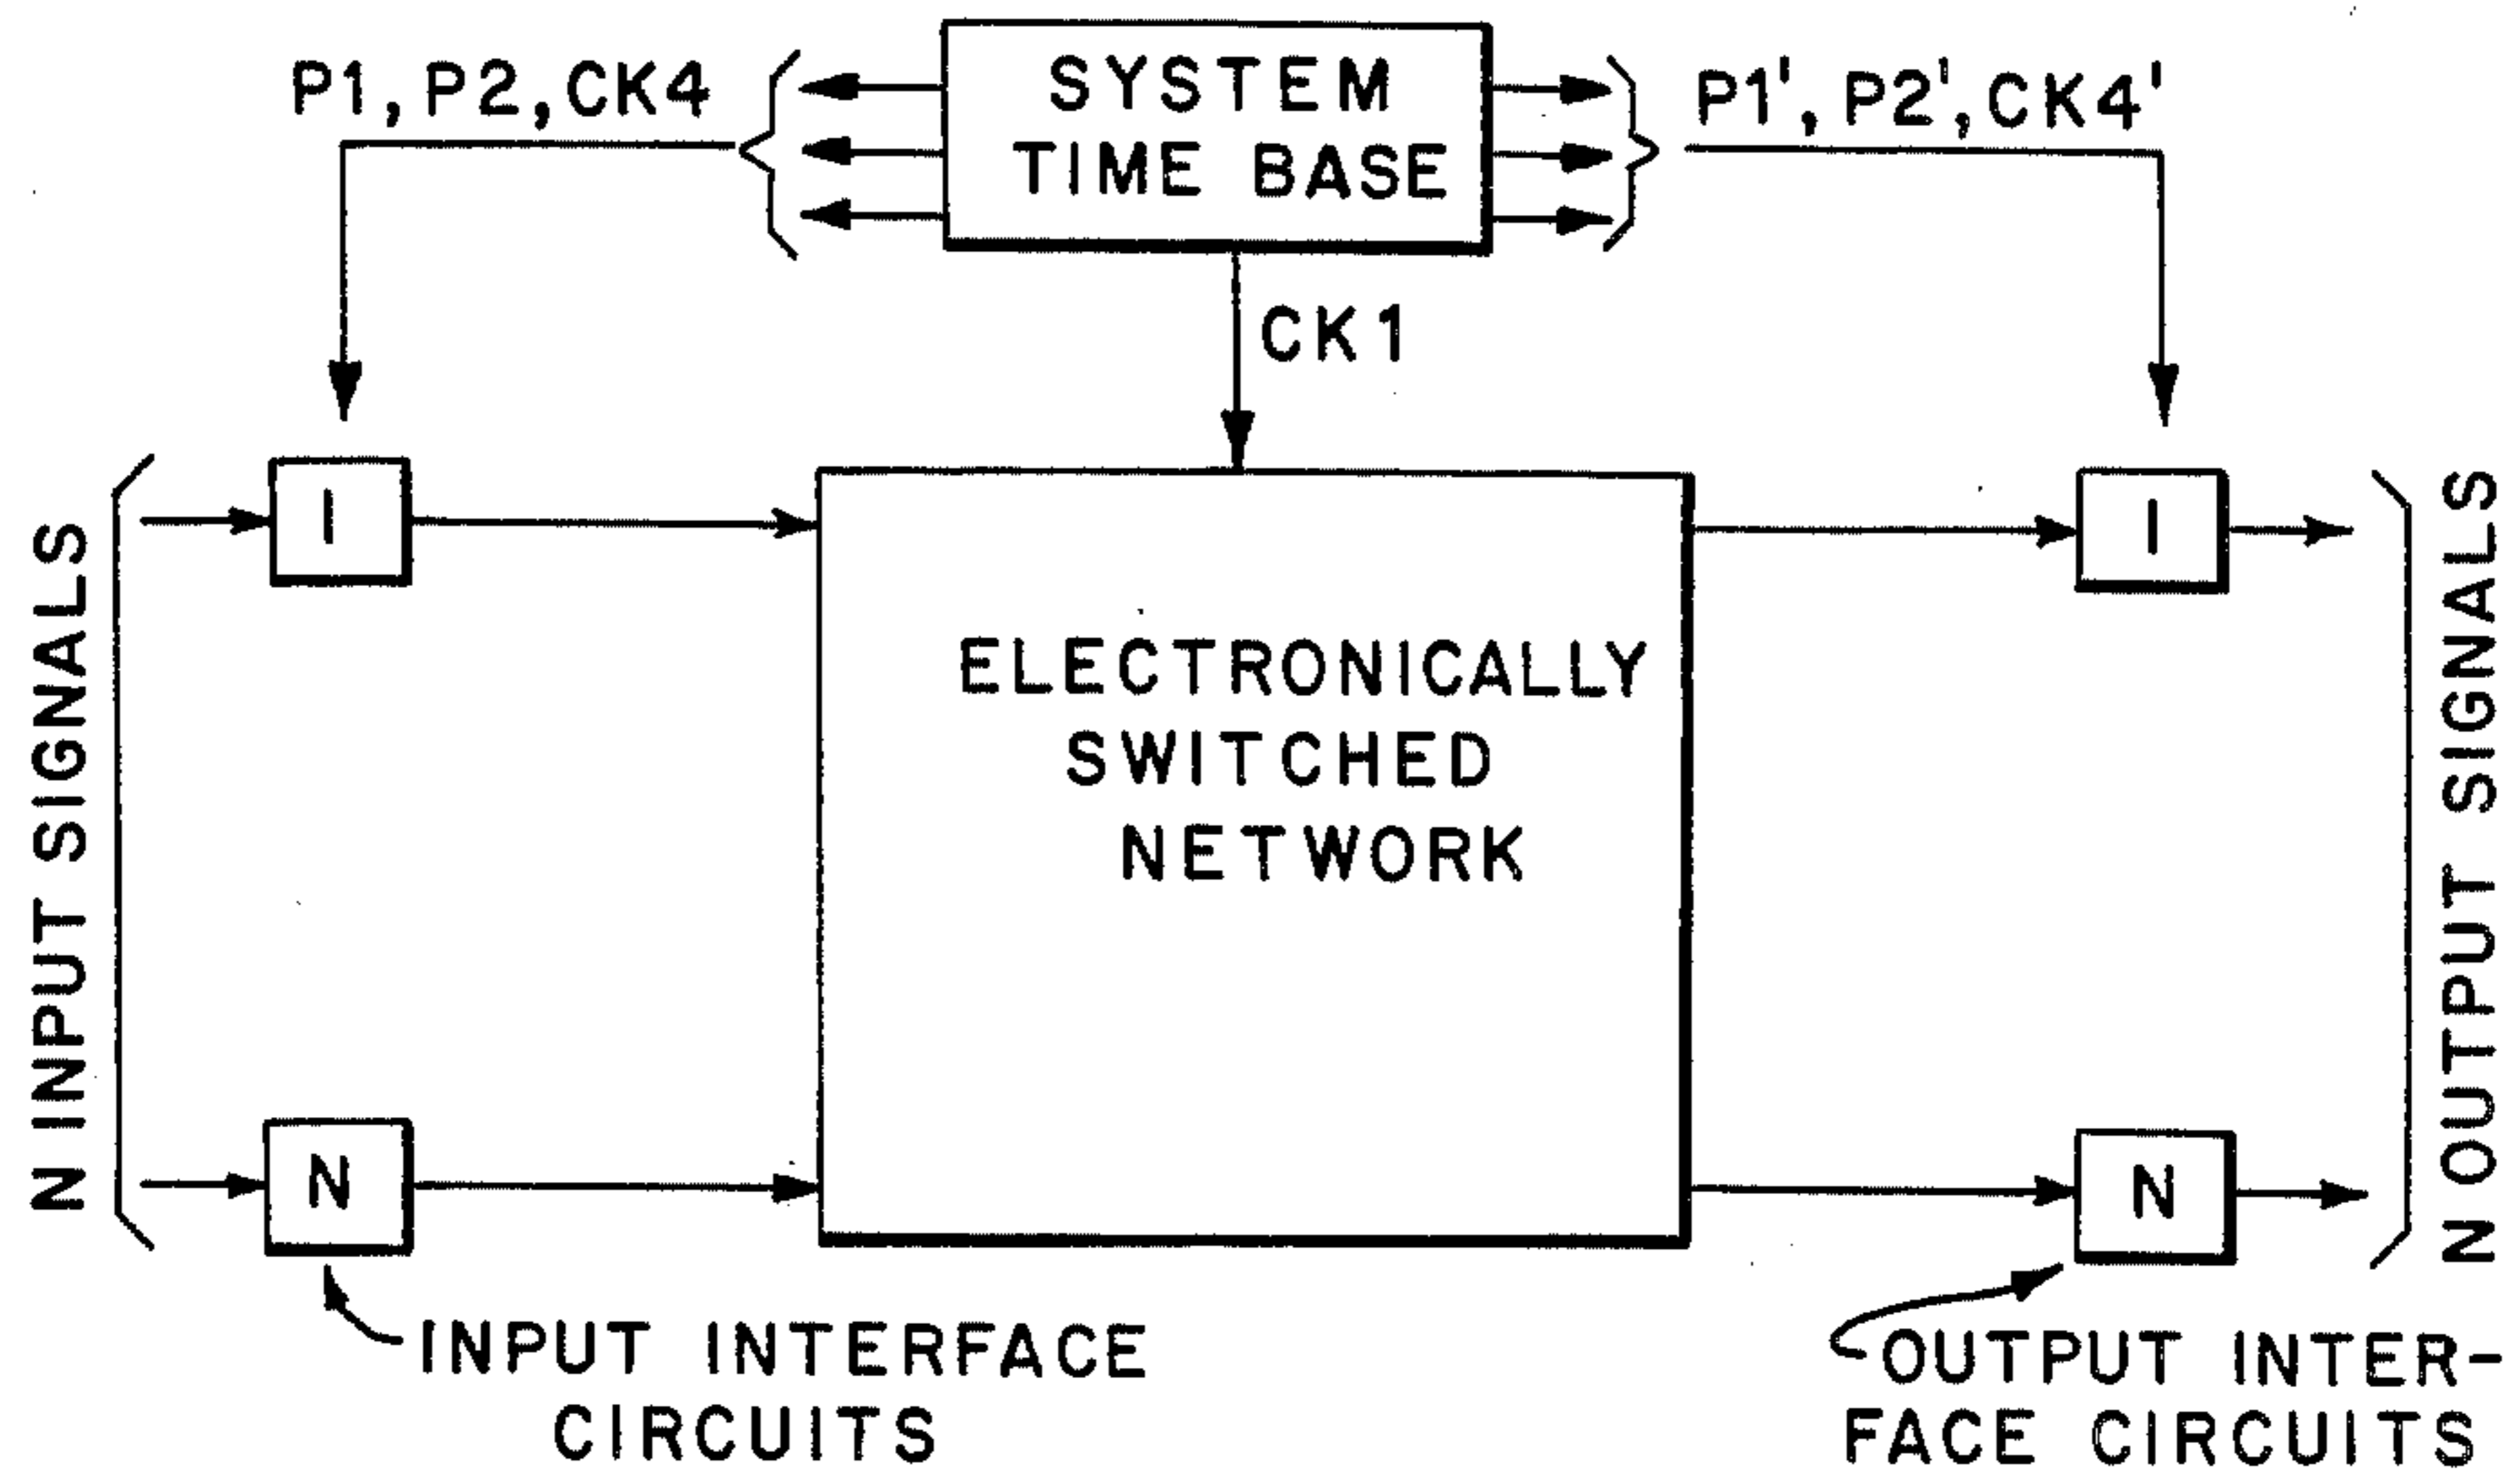 P1, P2, CK4
SYSTEM
TIME BASE
P1', P2', CK4'
CK1
N INPUT SIGNALS
I
I
N OUTPUT SIGNALS
ELECTRONICALLY
SWITCHED
NETWORK
N
N
INPUT INTERFACE
CIRCUITS
OUTPUT INTER-
FACE CIRCUITS